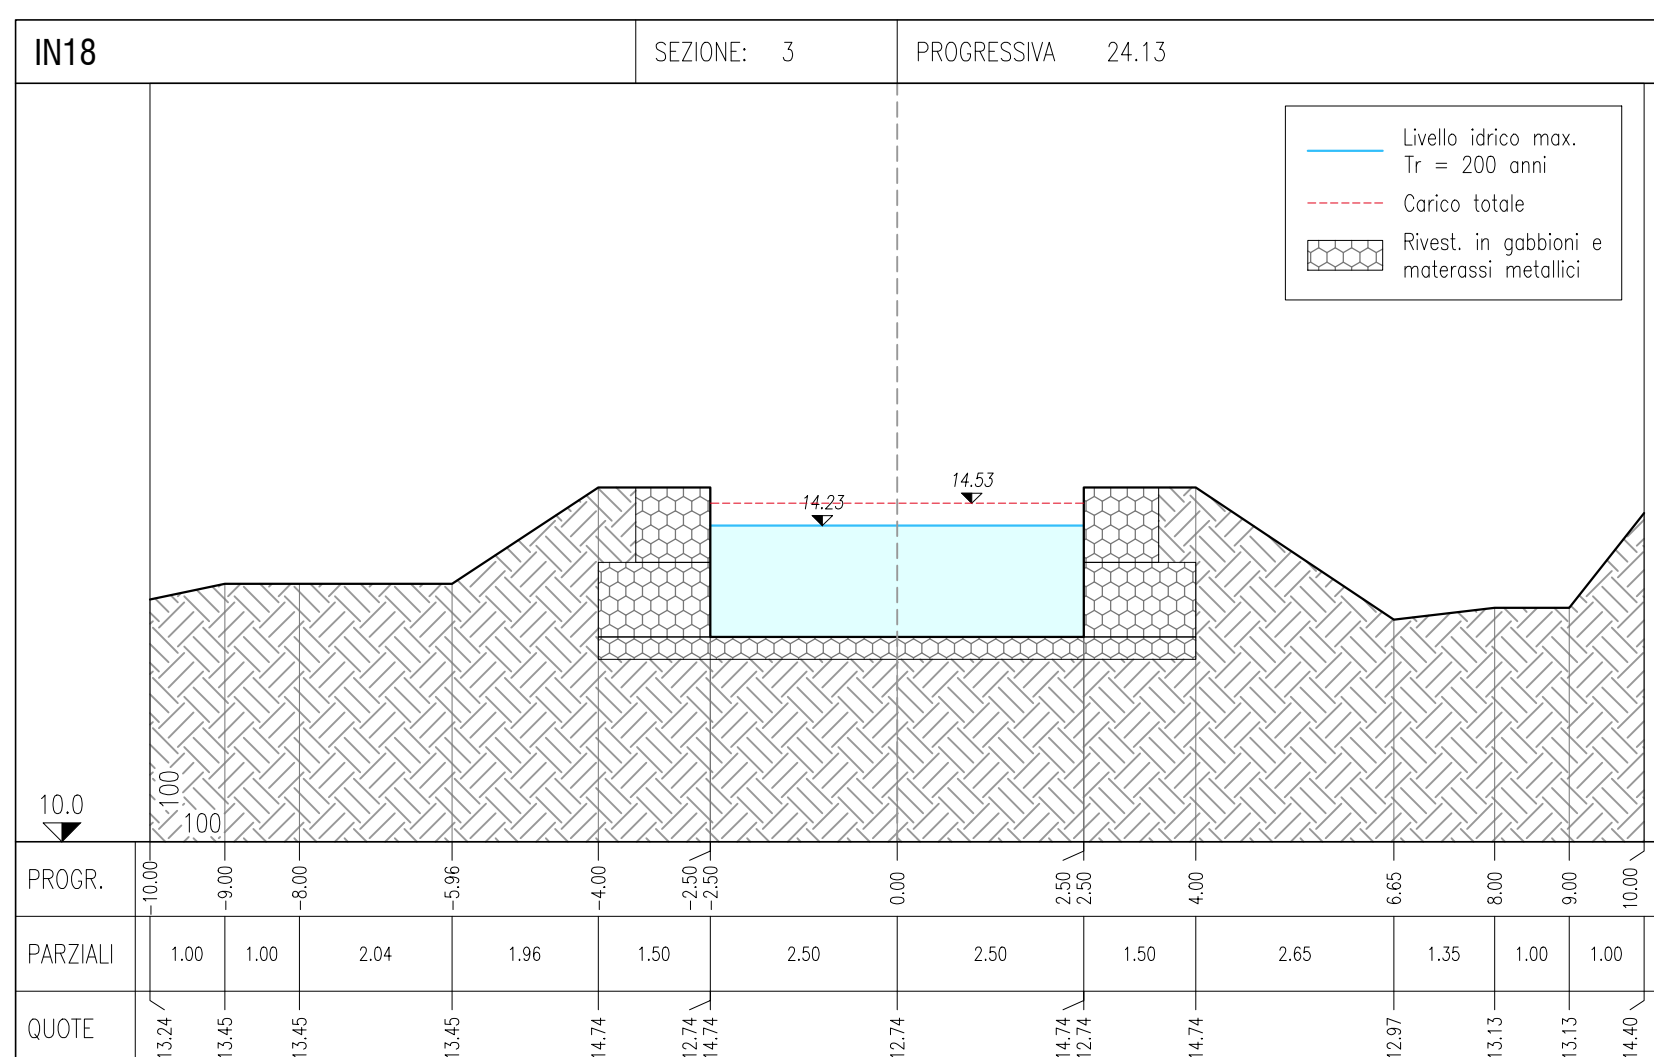 IN18
SEZIONE: 3
PROGRESSIVA 24.13
Livello idrico max.
Tr = 200 anni
Carico totale
Rivest. in gabbioni e
materassi metallici
14.53
14.23
10.0
100
100
PROGR.
-10.00 -9.00 -8.00 -5.96 -4.00 -2.50 -2.50 0.00 2.50 2.50 4.00 6.65 8.00 9.00 10.00
PARZIALI 1.00 1.00 2.04 1.96 1.50 2.50 2.50 1.50 2.65 1.35 1.00 1.00
QUOTE
13.24 13.45 13.45 13.45 14.74 12.74 14.74 12.74 14.74 12.74 14.74 12.97 13.13 13.13 14.40